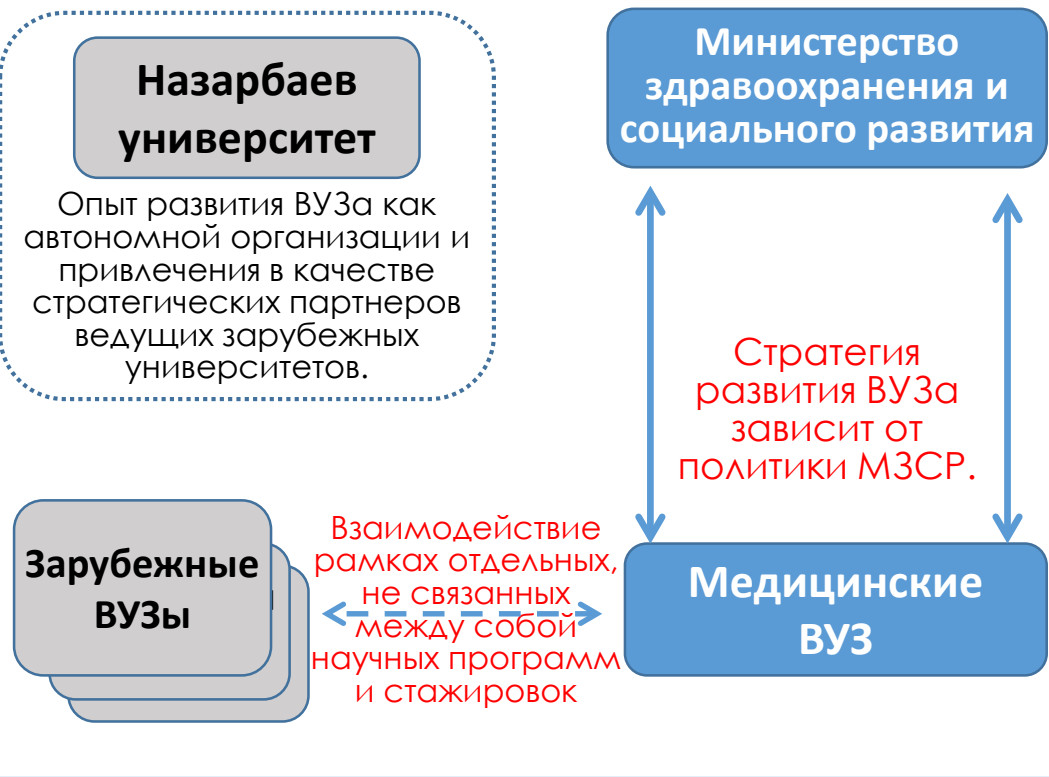 Назарбаев
университет
Опыт развития ВУЗа как
автономной организации и
привлечения в качестве
стратегических партнеров
ведущих зарубежных
университетов.
Министерство
здравоохранения и
социального развития
Стратегия
развития ВУЗа
зависит от
политики МЗСР.
Зарубежные
ВУЗы
Взаимодействие
рамках отдельных,
не связанных
между собой
научных программ
и стажировок
Медицинские
ВУЗ